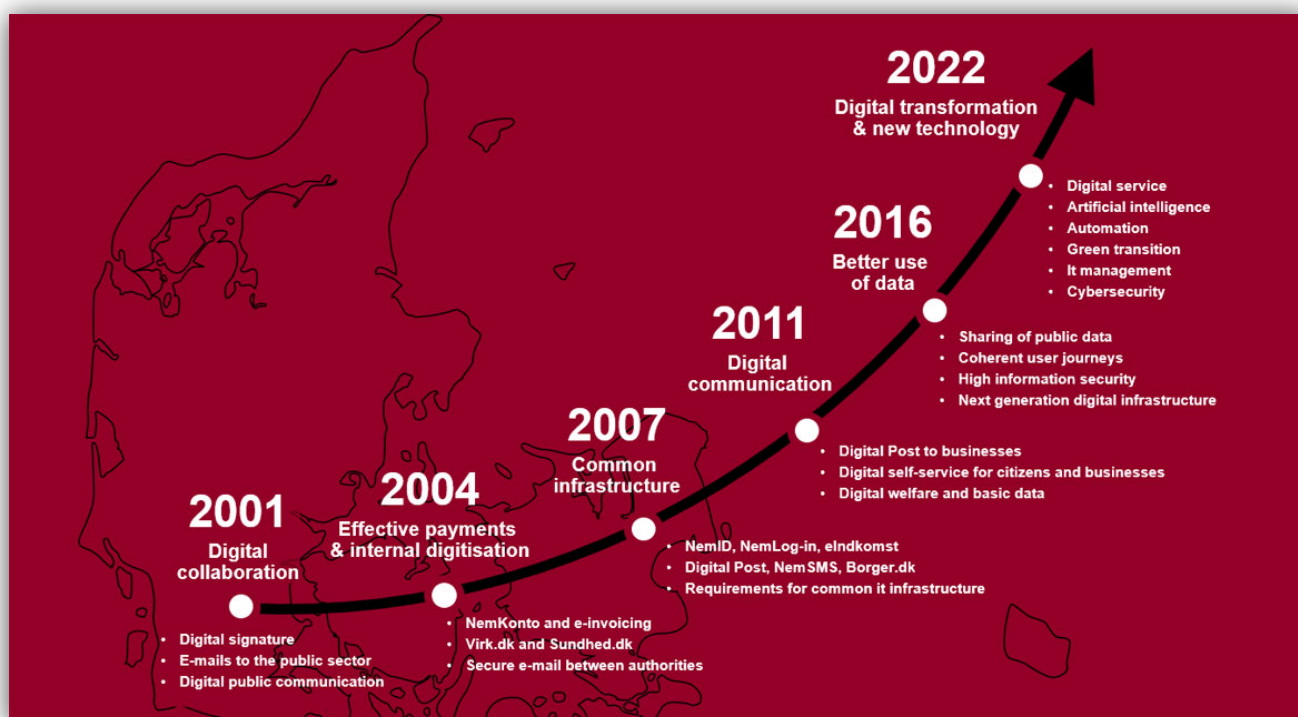 2001
Digital
collaboration
• Digital signature
• E-mails to the public sector
• Digital public communication
2004
Effective payments
& internal digitisation
• NemKonto and e-invoicing
• Virk.dk and Sundhed.dk
• Secure e-mail between authorities
2007
Common
infrastructure
• NemID, NemLog-in, eIndkomst
• Digital Post, NemSMS, Borger.dk
• Requirements for common it infrastructure
2011
Digital
communication
• Digital Post to businesses
• Digital self-service for citizens and businesses
• Digital welfare and basic data
2016
Better use
of data
• Sharing of public data
• Coherent user journeys
• High information security
• Next generation digital infrastructure
2022
Digital transformation
& new technology
• Digital service
• Artificial intelligence
• Automation
• Green transition
• It management
• Cybersecurity